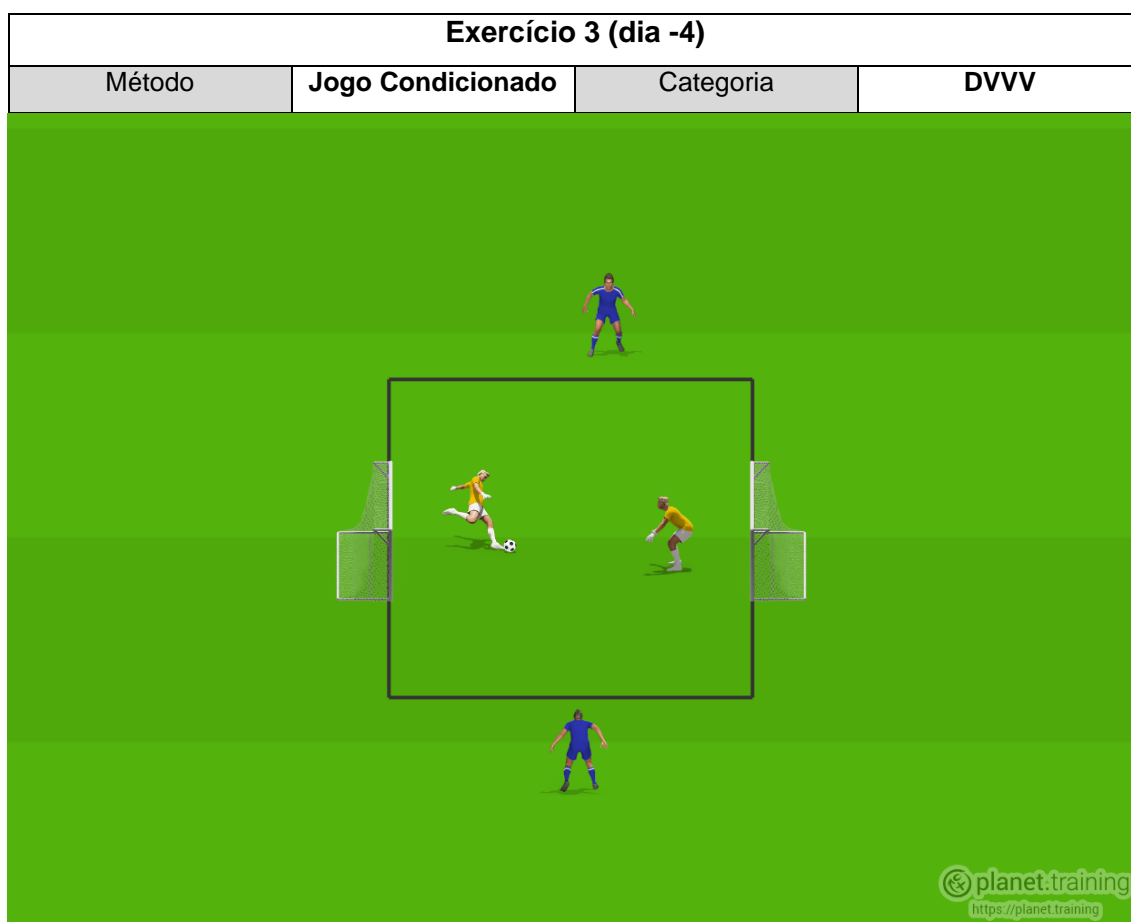 Exercício 3 (dia -4)
Método Jogo Condicionado Categoria DVVV
planet.training
https://planet.training